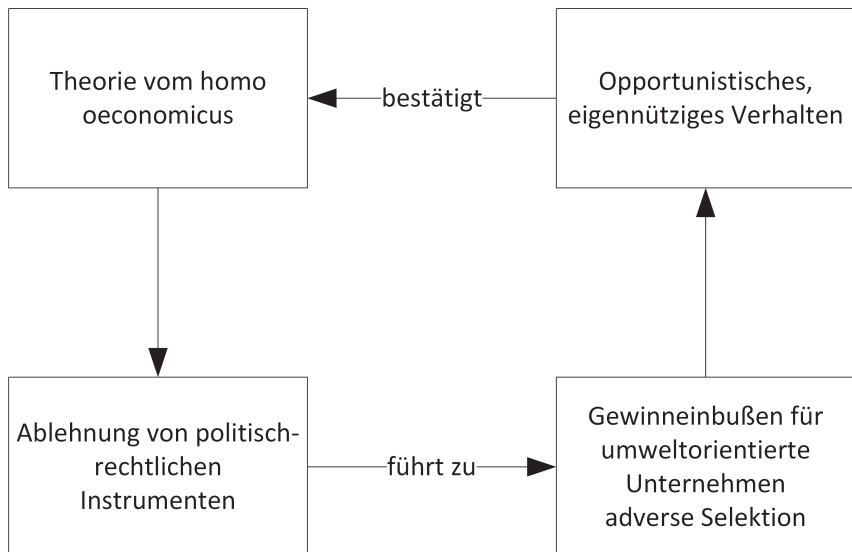 Theorie vom homo
oeconomicus
bestätigt
Opportunistisches,
eigennütziges Verhalten
Ablehnung von politisch-
rechtlichen
Instrumenten
führt zu
Gewinneinbußen für
umweltorientierte
Unternehmen
adverse Selektion